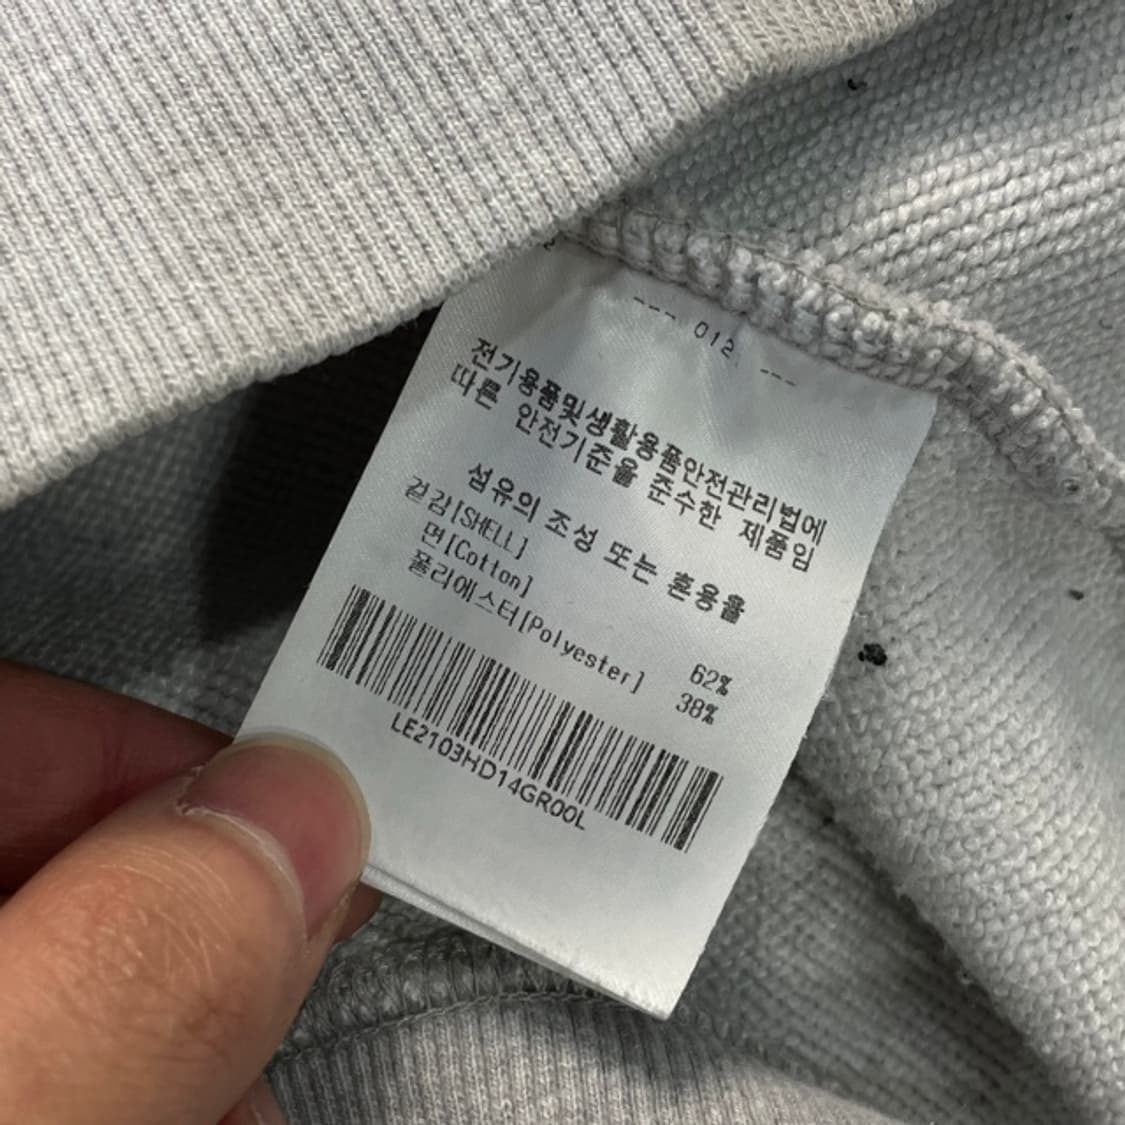 --- 012 ---
전기용품및생활용품안전관리법에
따른 안전기준을 준수한 제품임
섬유의 조성 또는 혼용율
겉감[SHELL]
면[Cotton] 62%
폴리에스터[Polyester] 38%
LE2103HD14GR00L